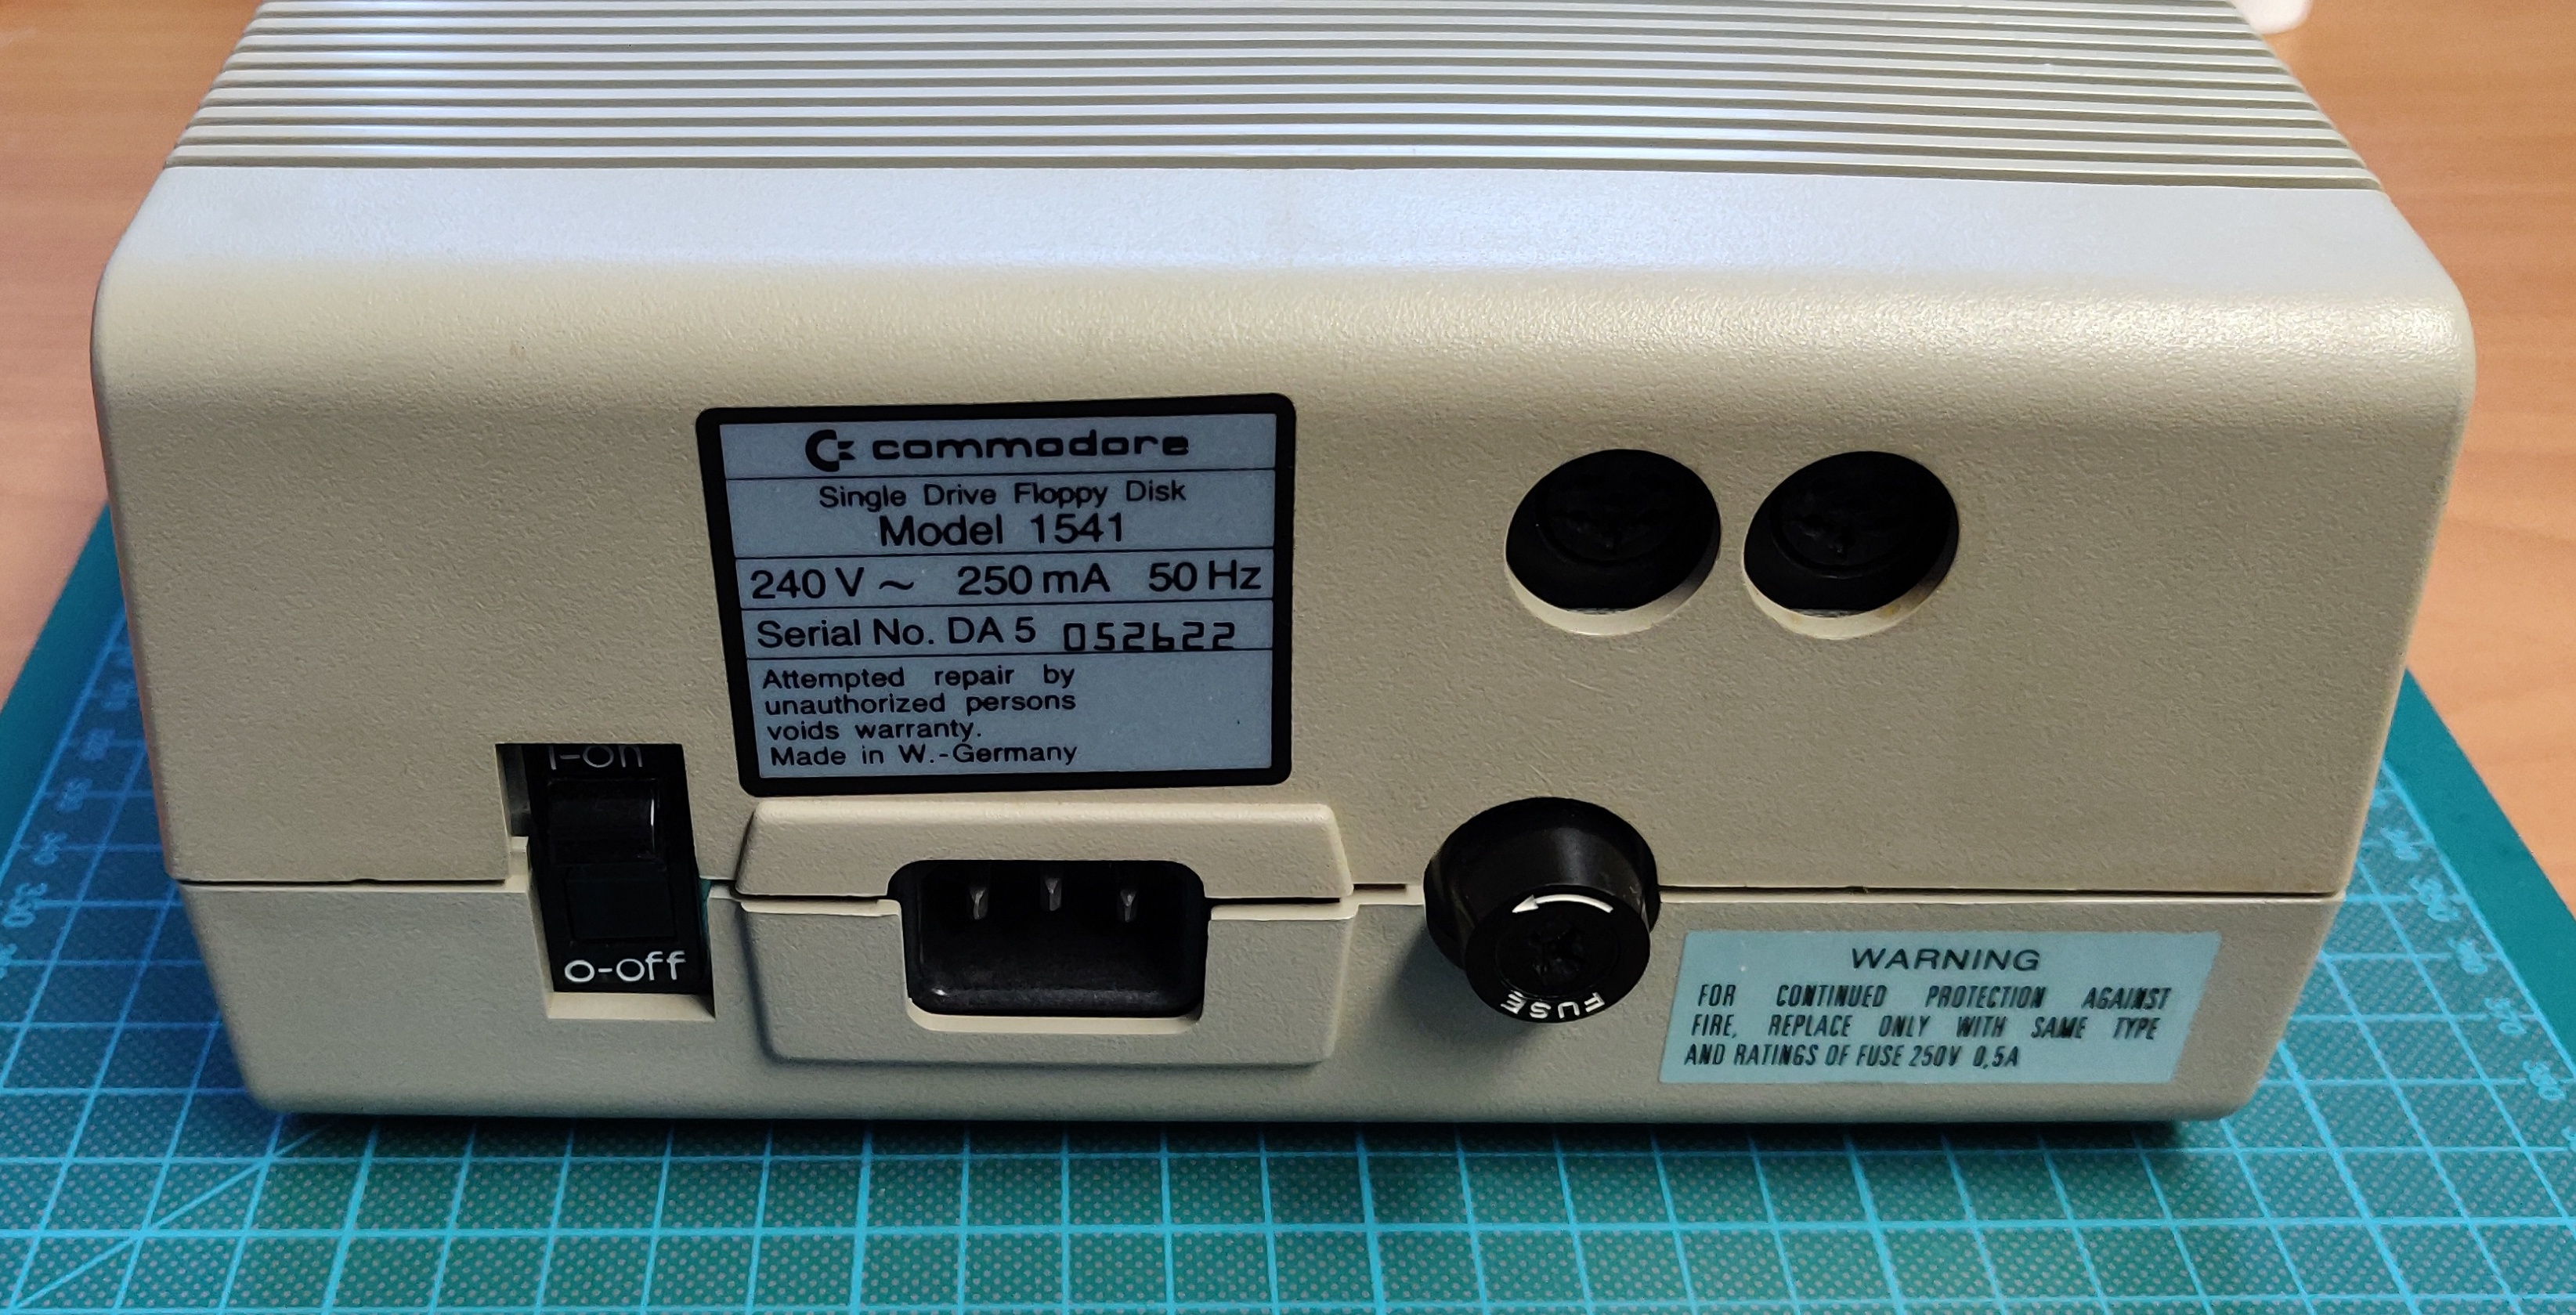 commodore
Single Drive Floppy Disk
Model 1541
240 V ~ 250 mA 50 Hz
Serial No. DA 5 052622
Attempted repair by
unauthorized persons
voids warranty.
Made in W.-Germany
I-on
o-off
FUSE
WARNING
FOR CONTINUED PROTECTION AGAINST
FIRE, REPLACE ONLY WITH SAME TYPE
AND RATINGS OF FUSE 250V 0,5A